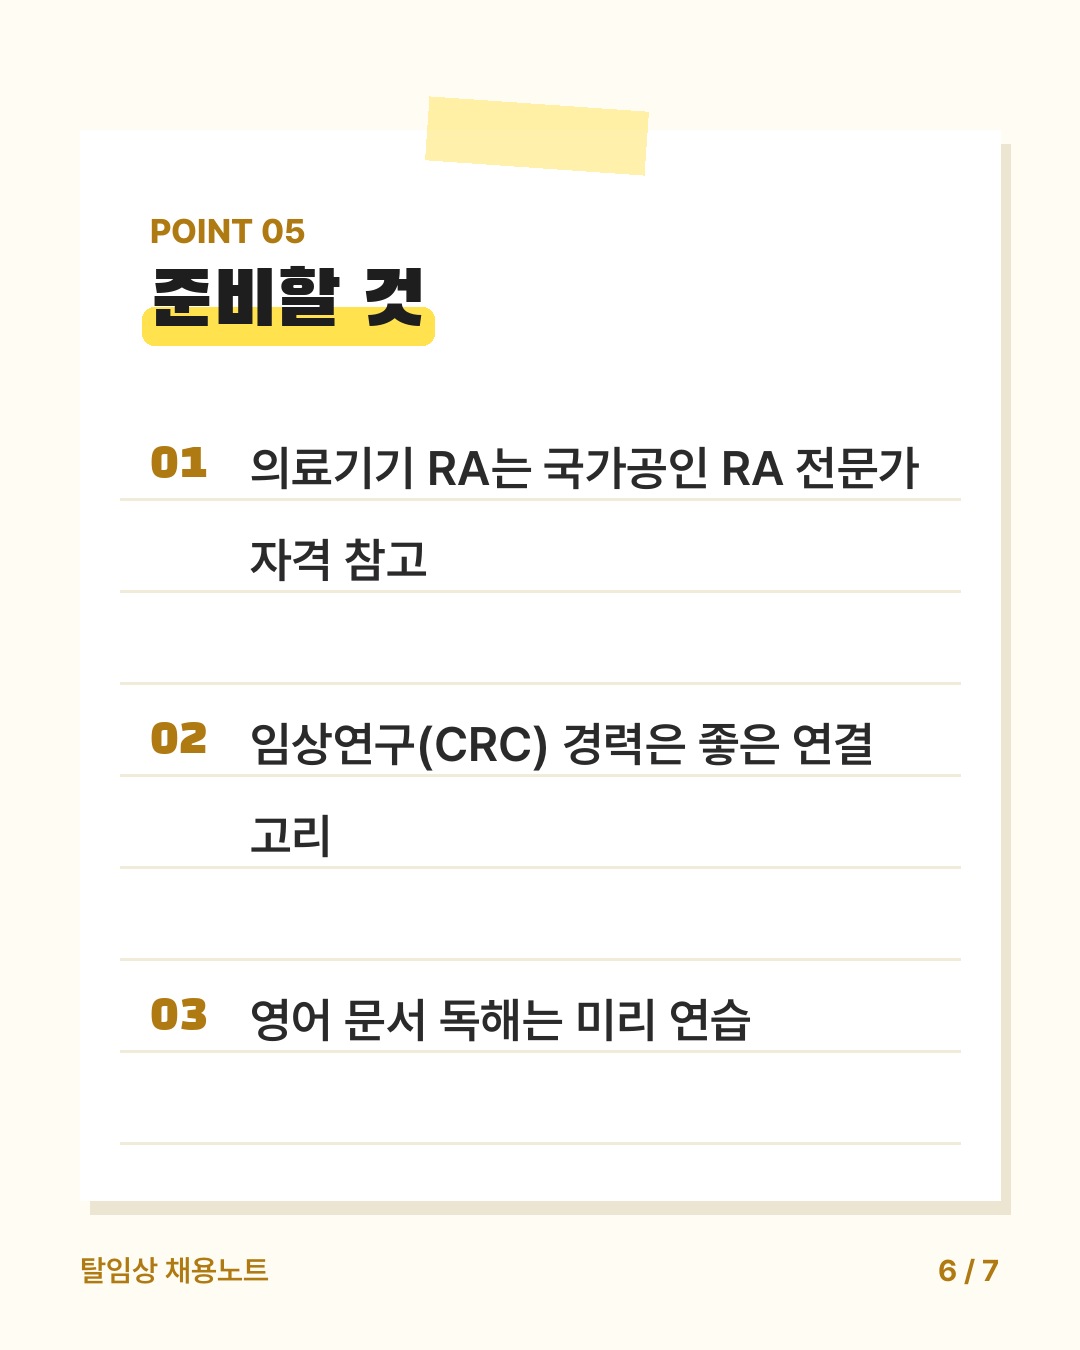 POINT 05
준비할 것
01 의료기기 RA는 국가공인 RA 전문가
자격 참고
02 임상연구(CRC) 경력은 좋은 연결
고리
03 영어 문서 독해는 미리 연습
탈임상 채용노트
6 / 7